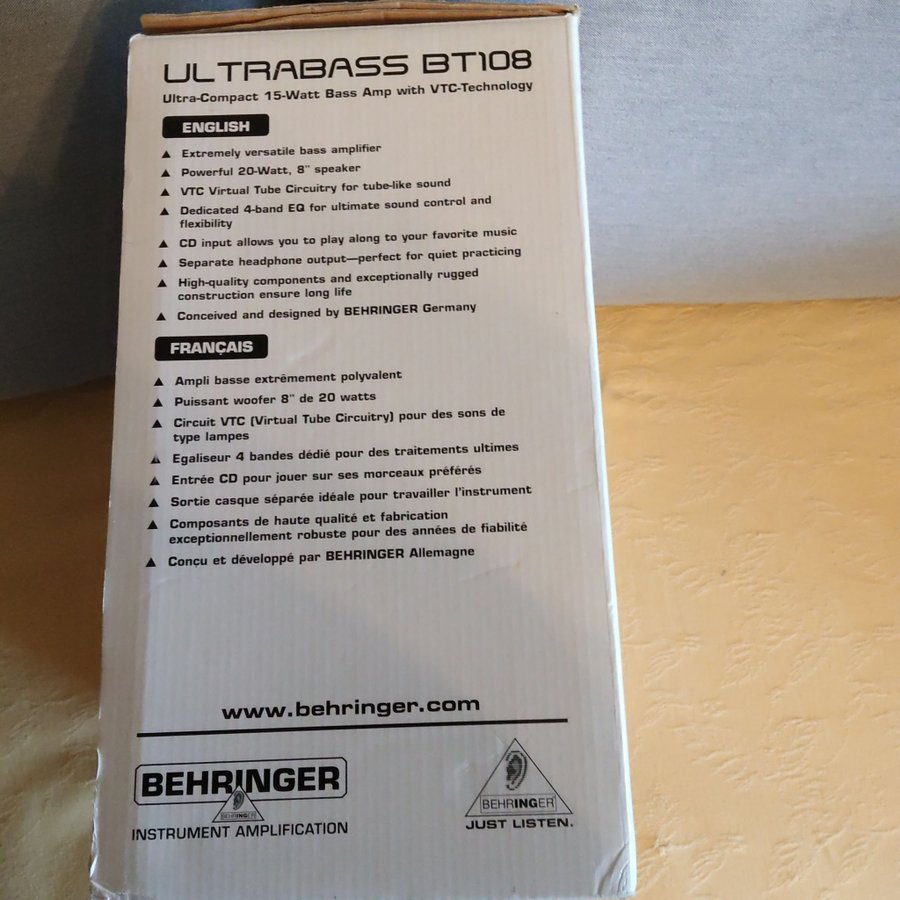 ULTRABASS BT108
Ultra-Compact 15-Watt Bass Amp with VTC-Technology
ENGLISH
▲ Extremely versatile bass amplifier
▲ Powerful 20-Watt, 8" speaker
▲ VTC Virtual Tube Circuitry for tube-like sound
▲ Dedicated 4-band EQ for ultimate sound control and
flexibility
▲ CD input allows you to play along to your favorite music
▲ Separate headphone output—perfect for quiet practicing
▲ High-quality components and exceptionally rugged
construction ensure long life
▲ Conceived and designed by BEHRINGER Germany
FRANÇAIS
▲ Ampli basse extrêmement polyvalent
▲ Puissant woofer 8" de 20 watts
▲ Circuit VTC (Virtual Tube Circuitry) pour des sons de
type lampes
▲ Egaliseur 4 bandes dédié pour des traitements ultimes
▲ Entrée CD pour jouer sur ses morceaux préférés
▲ Sortie casque séparée idéale pour travailler l'instrument
▲ Composants de haute qualité et fabrication
exceptionnellement robuste pour des années de fiabilité
▲ Conçu et développé par BEHRINGER Allemagne
www.behringer.com
BEHRINGER
BEHRINGER
INSTRUMENT AMPLIFICATION
BEHRINGER
JUST LISTEN.